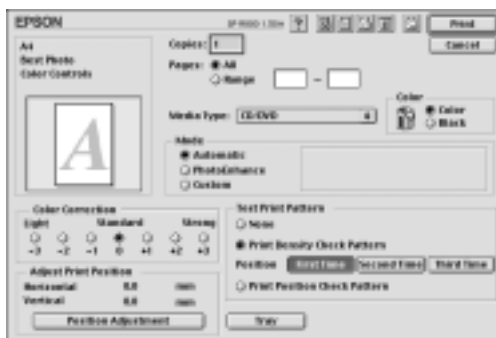 EPSON
Print
A4
Best Photo
Color Controls
Copies: 1
Cancel
Pages: All
Range
–
Media Type: CD/DVD
Color
Color
Black
A
Mode
Automatic
PhotoEnhance
Custom
Color Correction
Light Standard Strong
-3 -2 -1 0 +1 +2 +3
Test Print Pattern
None
Print Density Check Pattern
Position First Time Second Time Third Time
Print Position Check Pattern
Adjust Print Position
Horizontal 0.0 mm
Vertical 0.0 mm
Position Adjustment
Tray